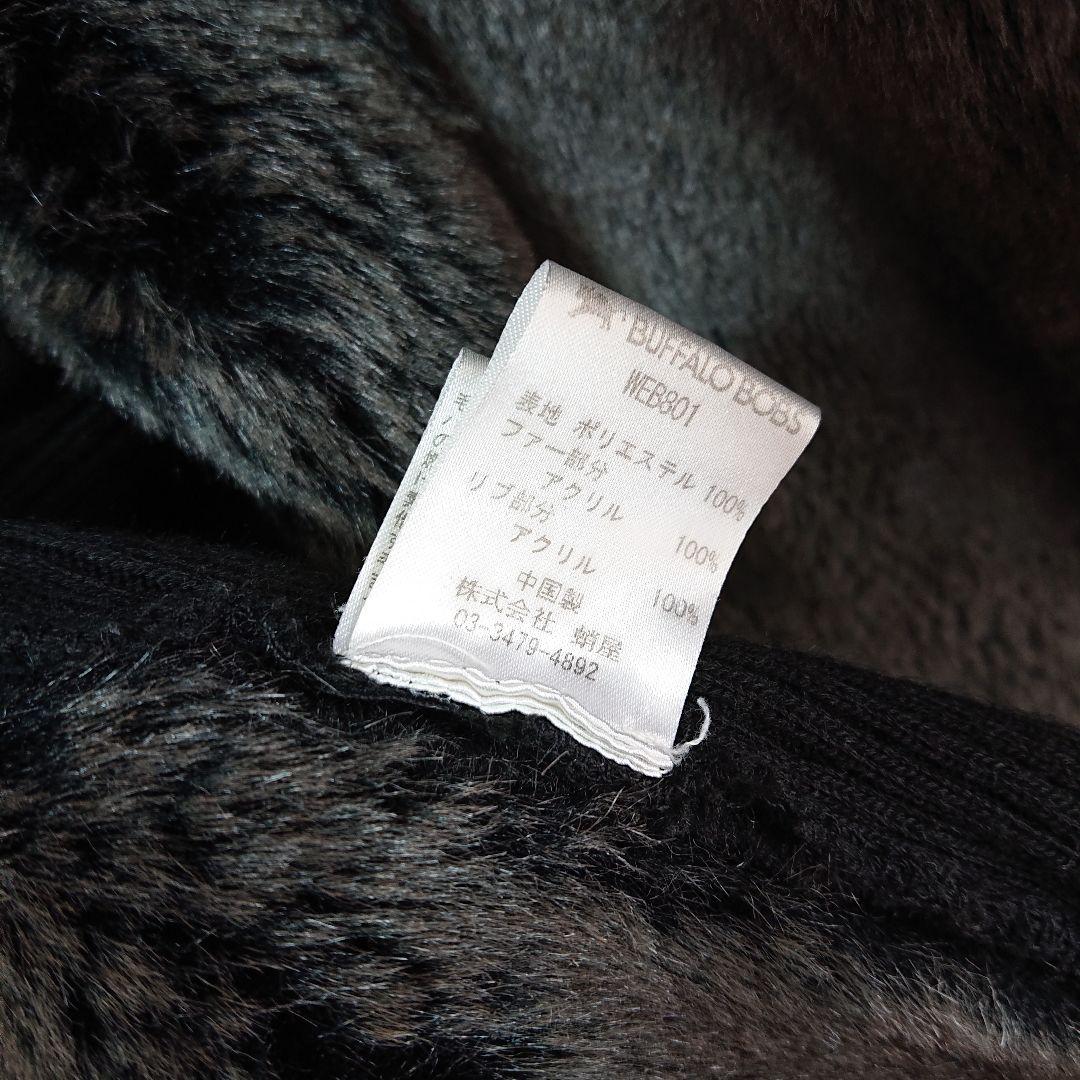 BUFFALO BOBS
WEB801
表地 ポリエステル 100%
ファー部分
アクリル 100%
リブ部分
アクリル 100%
中国製
株式会社 蛸屋
03-3479-4892